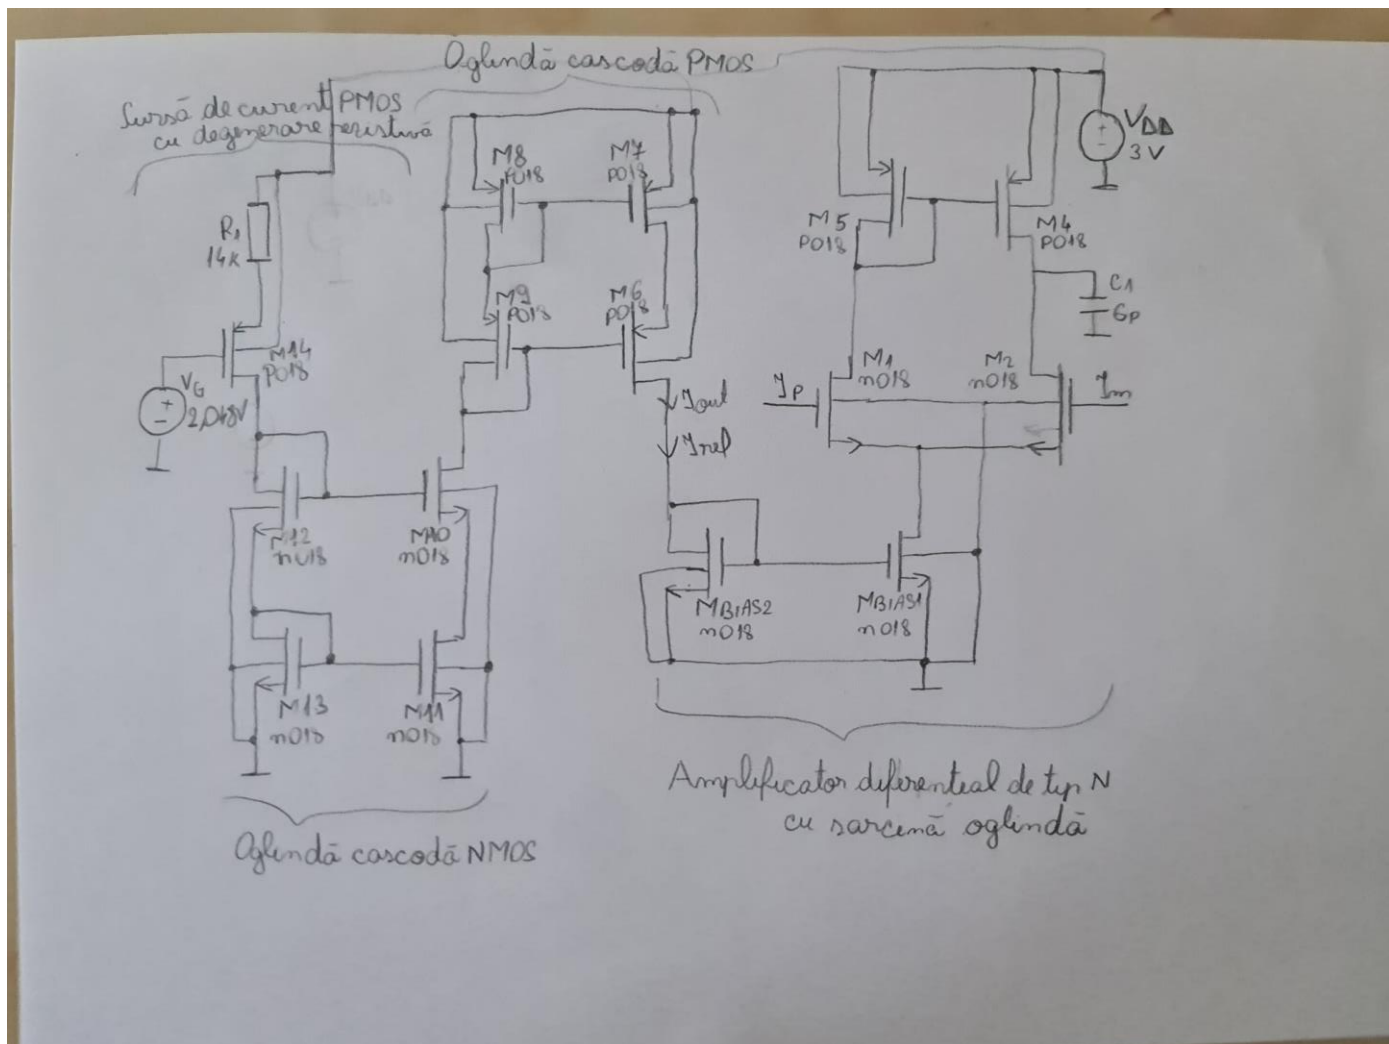 Oglindă cascodă PMOS
Sursă de curent PMOS
cu degenerare rezistivă
R1
14k
M14
P018
VG
2,048V
M8
P018
M7
P018
M9
P018
M6
P018
Iout
Iref
M12
n018
M10
n018
M13
n018
M11
n018
Oglindă cascodă NMOS
VDD
3V
M5
P018
M4
P018
C1
6p
M1
n018
M2
n018
MBIAS2
n018
MBIAS1
n018
Amplificator diferential de tip N
cu sarcină oglindă